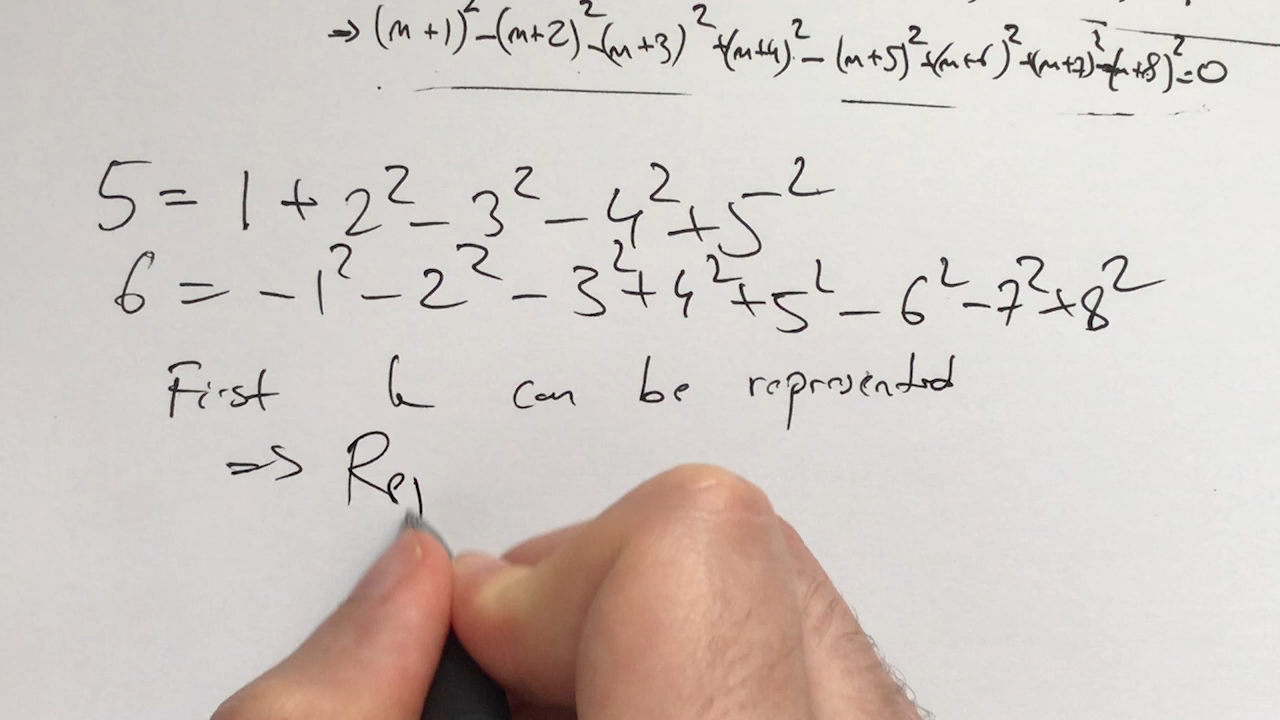 ⇒ (n+1)²-(n+2)²-(n+3)²+(n+4)²-(n+5)²+(n+6)²+(n+7)²-(n+8)²=0
5 = 1 + 2² - 3² - 4² + 5²
6 = -1² - 2² - 3² + 4² + 5² - 6² - 7² + 8²
First k can be represented
⇒ Rep